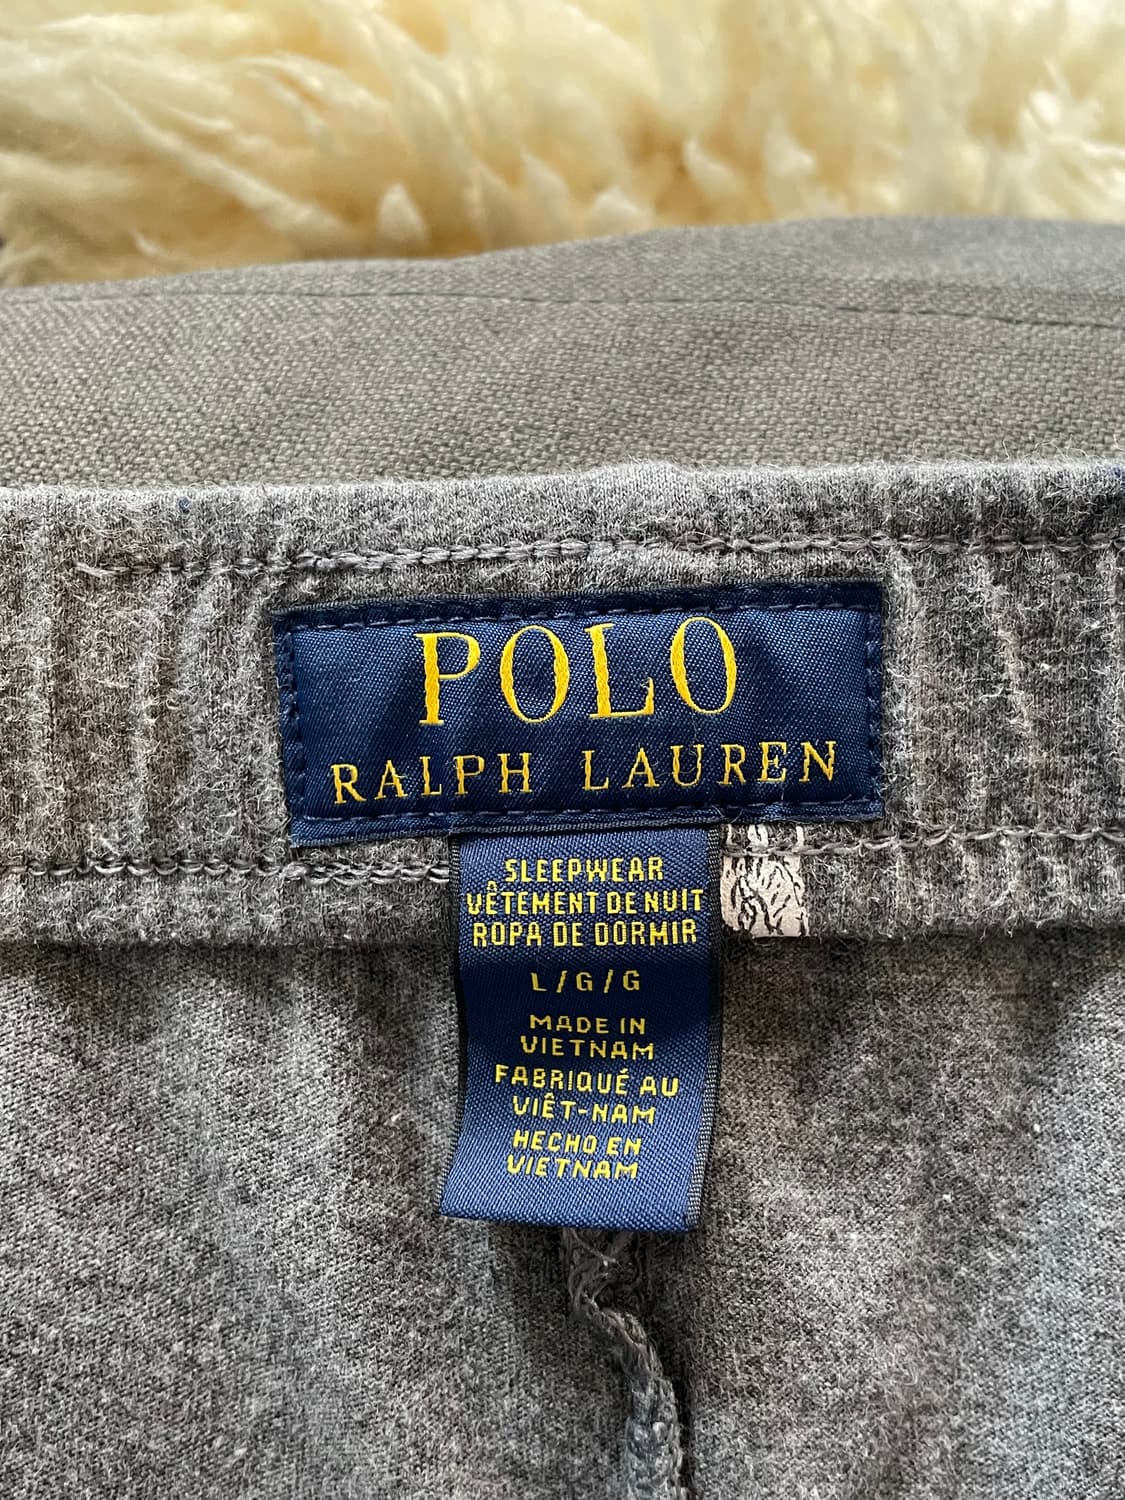 POLO
RALPH LAUREN
SLEEPWEAR
VÊTEMENT DE NUIT
ROPA DE DORMIR
L/G/G
MADE IN
VIETNAM
FABRIQUÉ AU
VIÊT-NAM
HECHO EN
VIETNAM